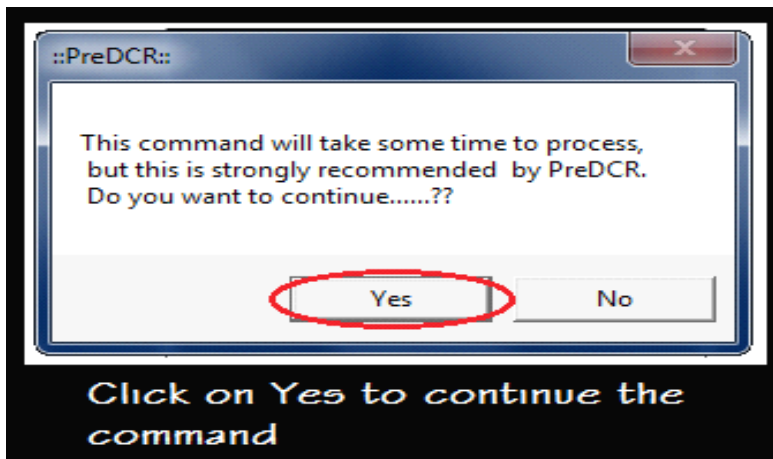 ::PreDCR::
This command will take some time to process,
but this is strongly recommended by PreDCR.
Do you want to continue......??
Yes
No
Click on Yes to continue the
command